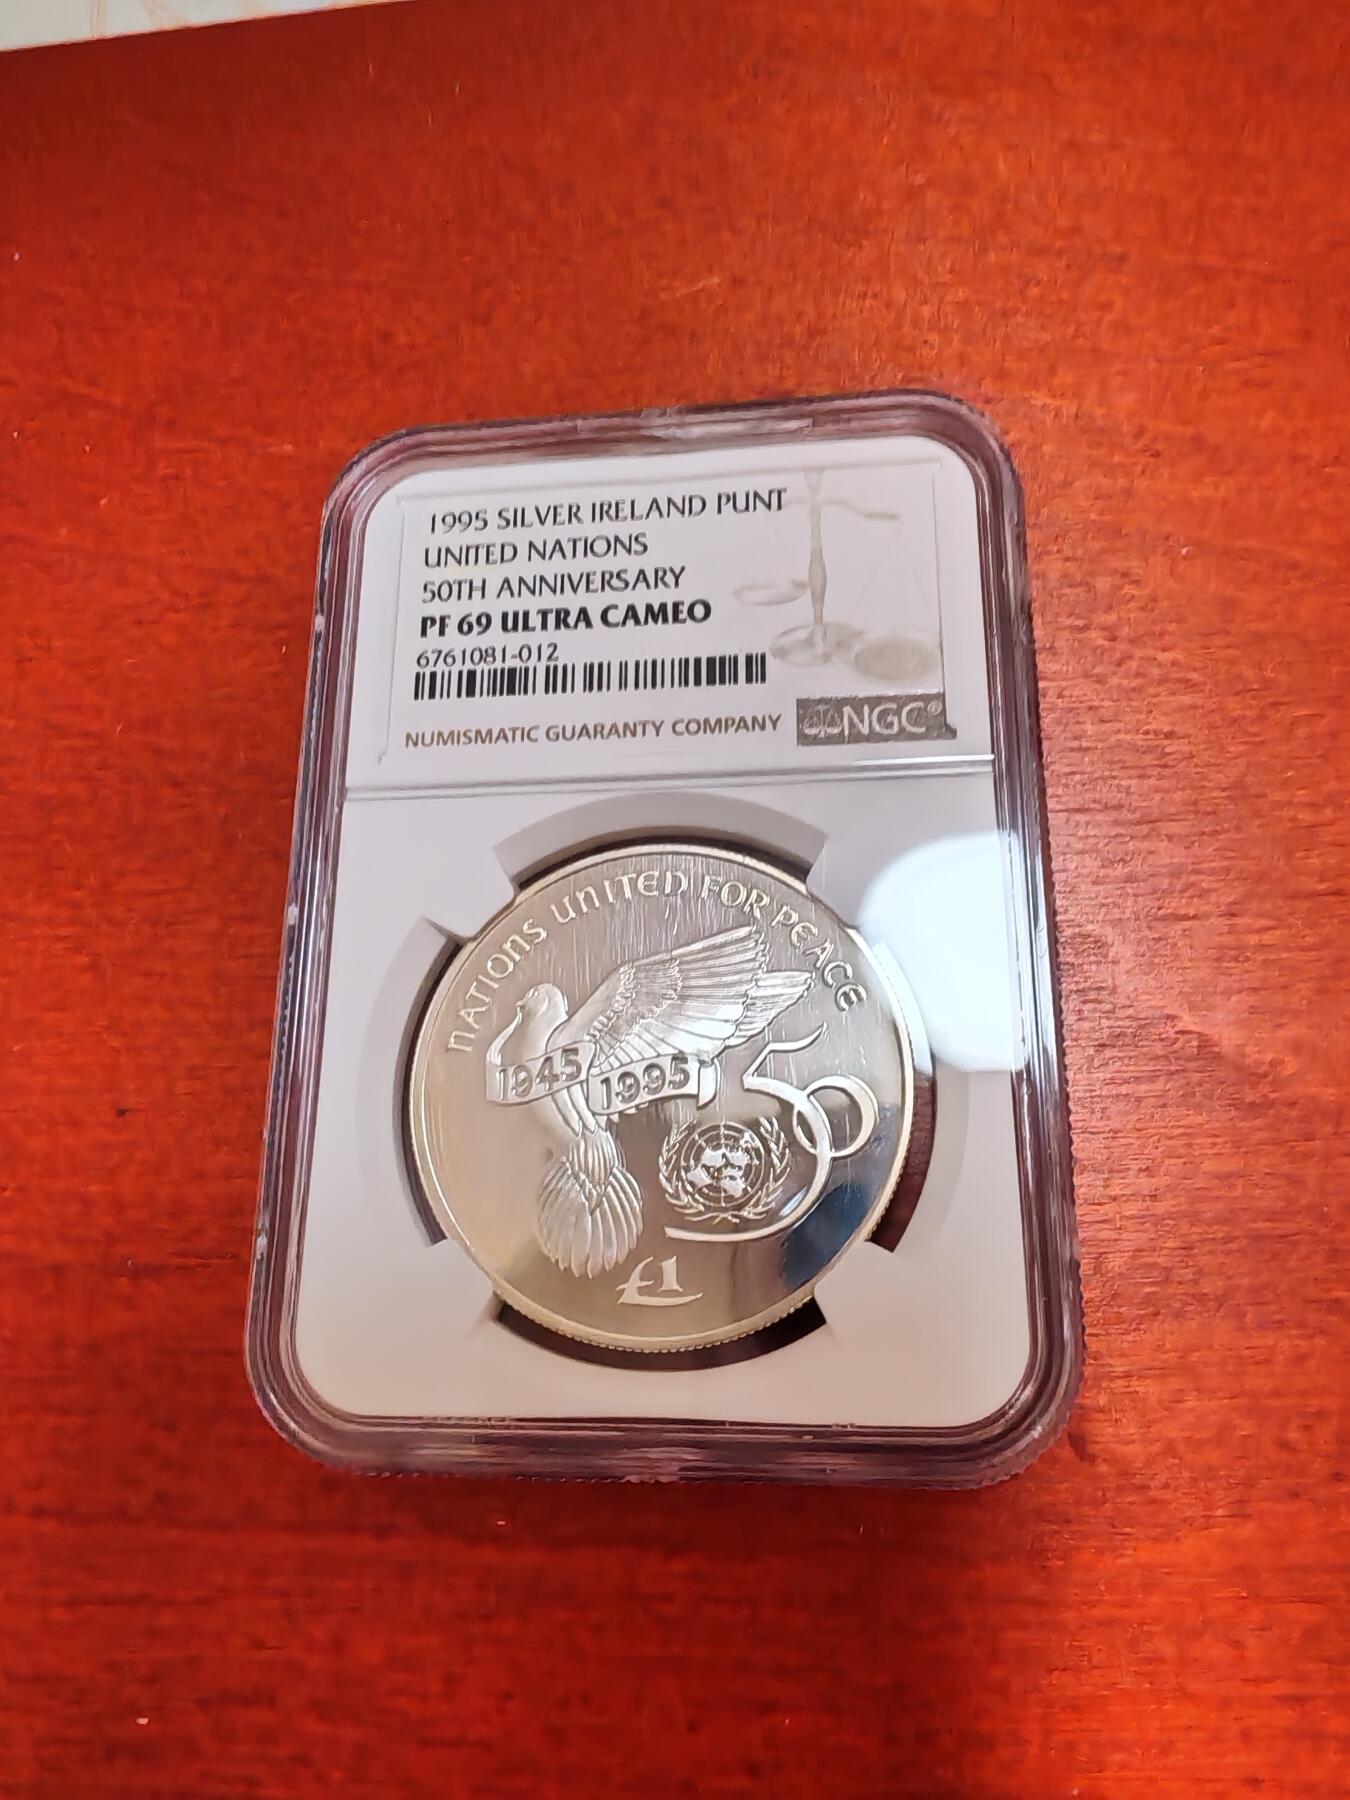 1995 SILVER IRELAND PUNT
UNITED NATIONS
50TH ANNIVERSARY
PF 69 ULTRA CAMEO
6761081-012
NUMISMATIC GUARANTY COMPANY
NGC®
NATIONS UNITED FOR PEACE
1945 1995
50
£1